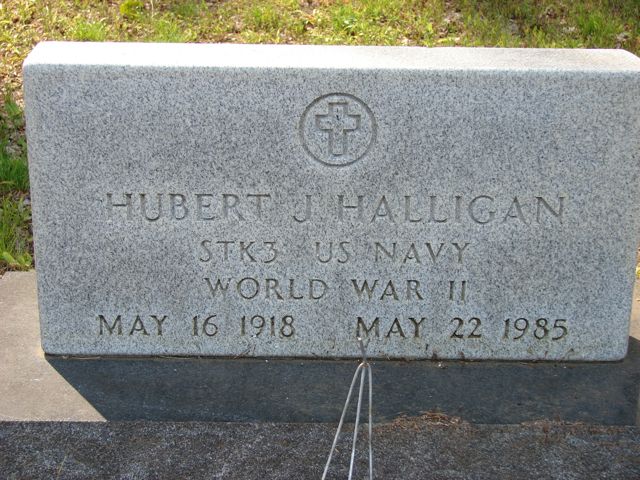 HUBERT J HALLIGAN
STK3 US NAVY
WORLD WAR II
MAY 16 1918 MAY 22 1985